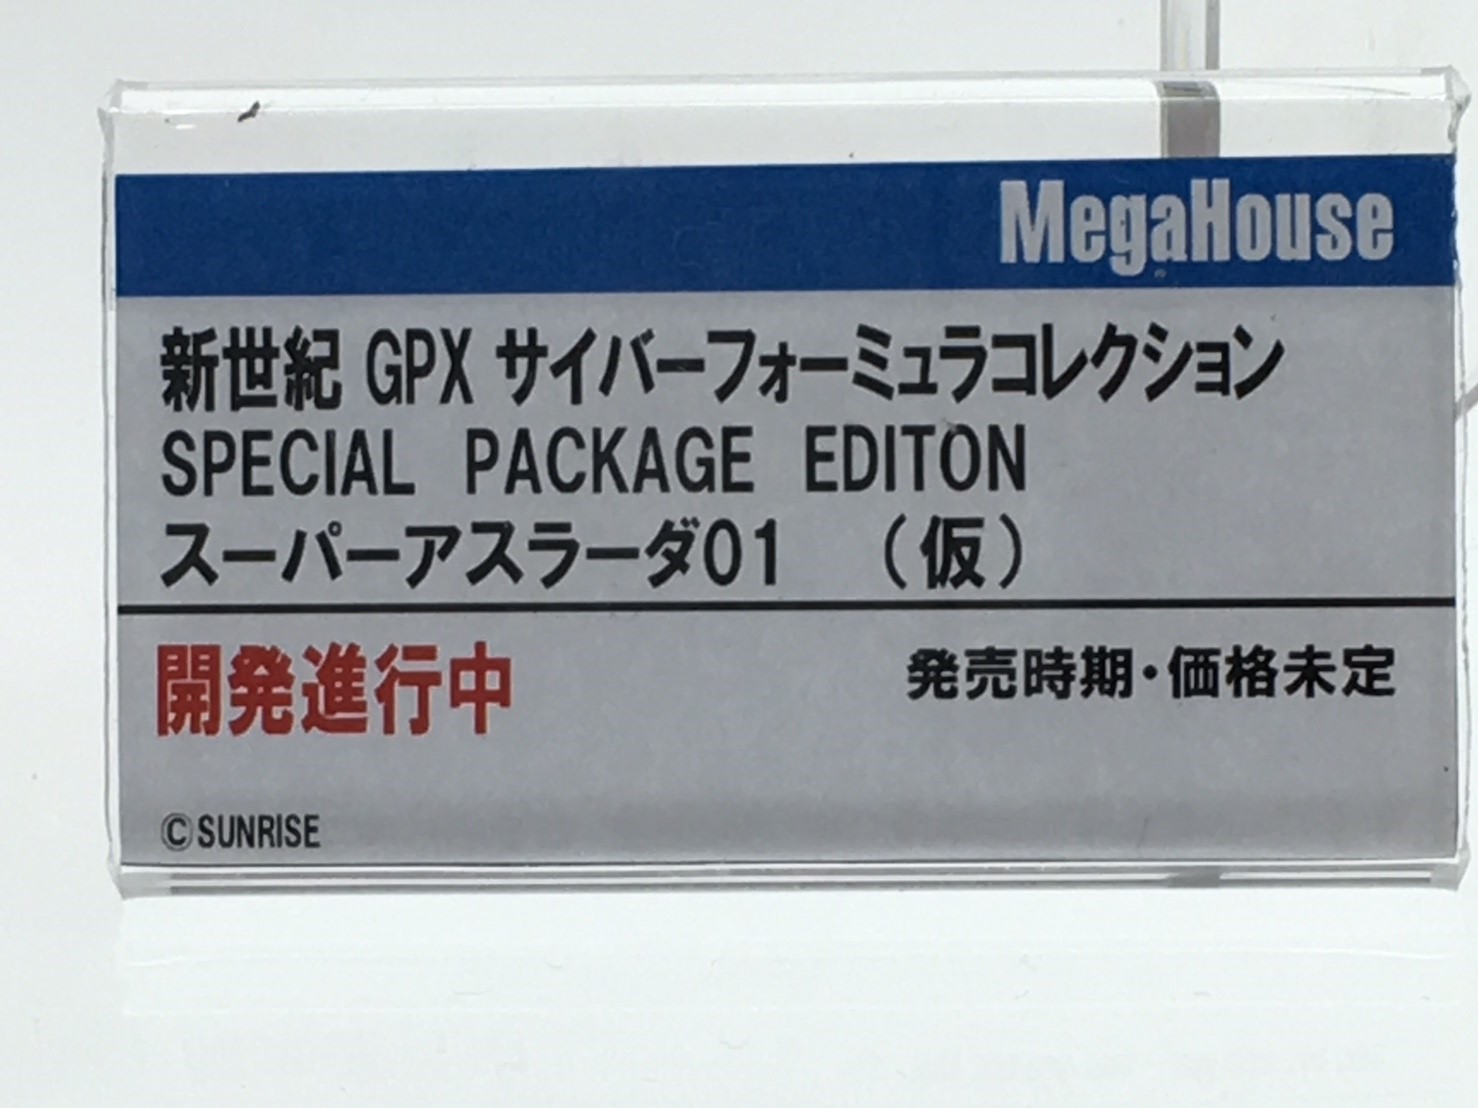 MegaHouse
新世紀 GPX サイバーフォーミュラコレクション
SPECIAL PACKAGE EDITON
スーパーアスラーダ01 （仮）
開発進行中
発売時期・価格未定
©SUNRISE